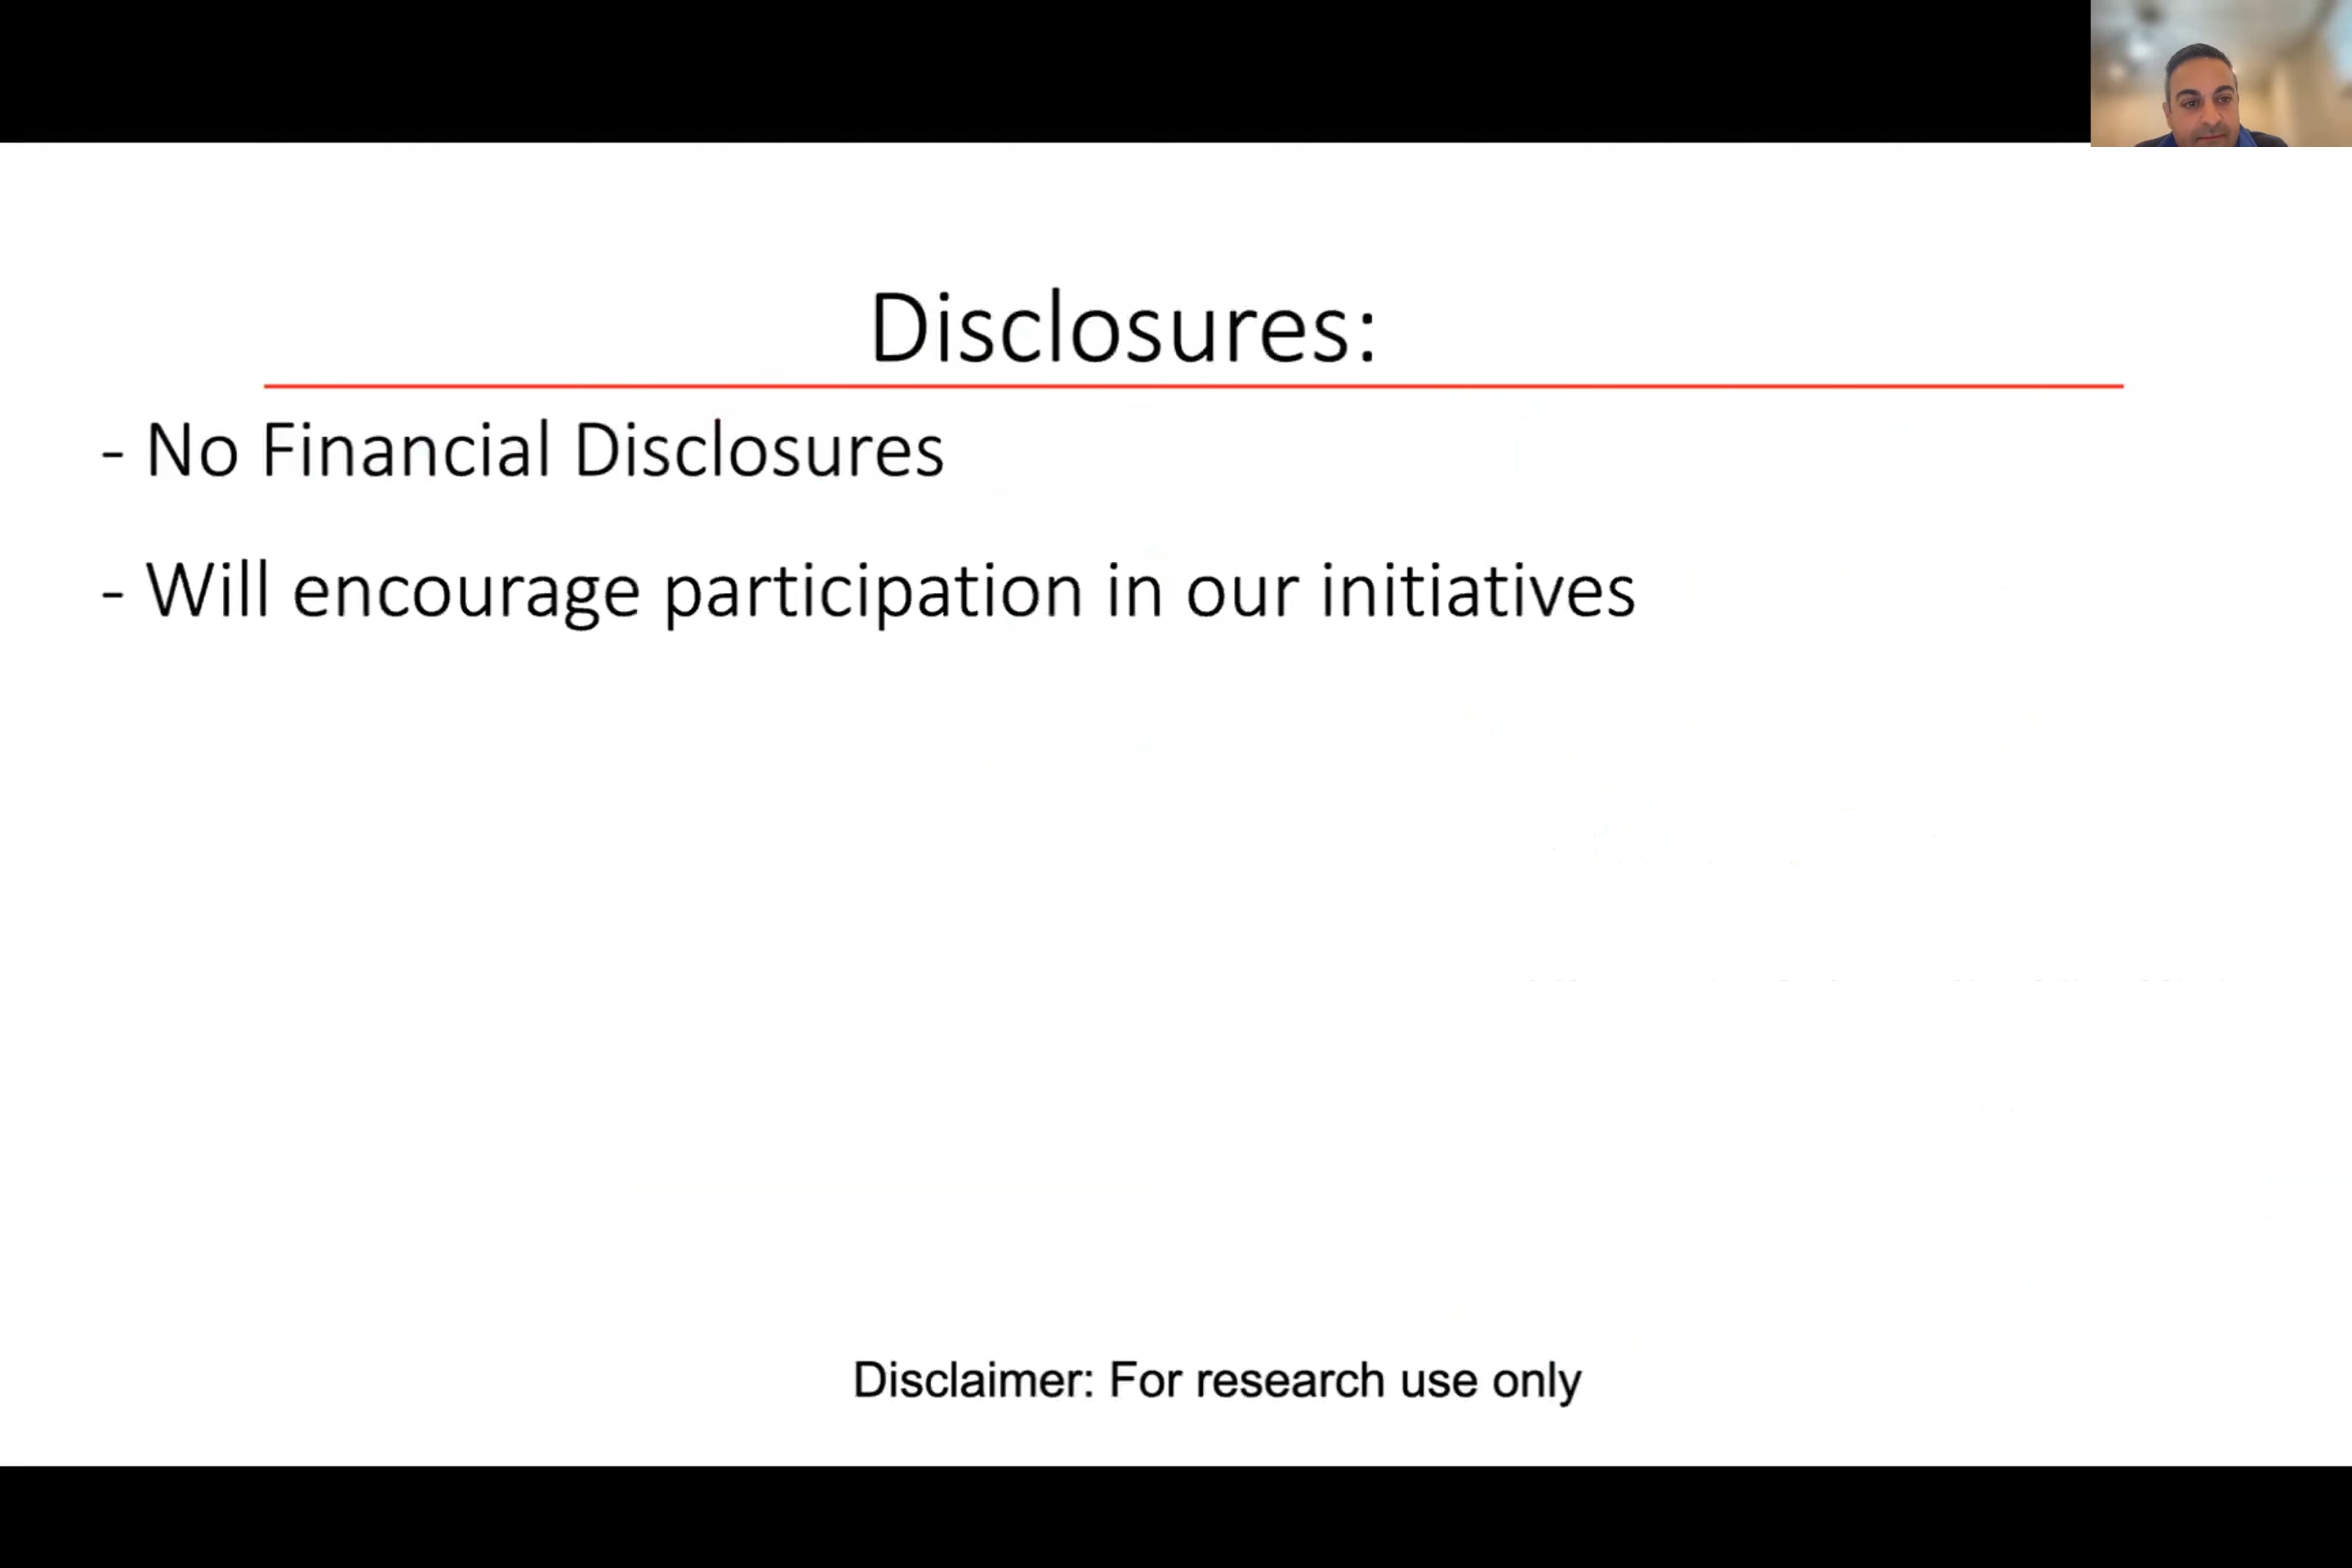 Disclosures:
- No Financial Disclosures
- Will encourage participation in our initiatives
Disclaimer: For research use only